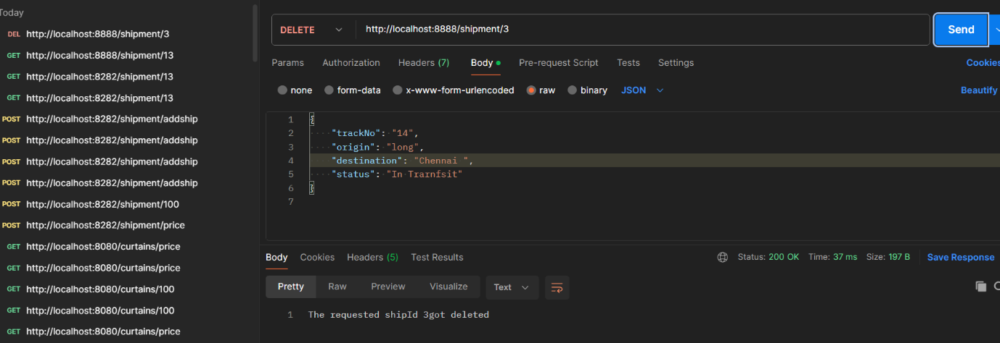 Today
DEL http://localhost:8888/shipment/3
GET http://localhost:8888/shipment/13
GET http://localhost:8282/shipment/13
GET http://localhost:8282/shipment/13
POST http://localhost:8282/shipment/addship
POST http://localhost:8282/shipment/addship
POST http://localhost:8282/shipment/addship
POST http://localhost:8282/shipment/addship
POST http://localhost:8282/shipment/100
POST http://localhost:8282/shipment/price
GET http://localhost:8080/curtains/price
GET http://localhost:8080/curtains/price
GET http://localhost:8080/curtains/100
GET http://localhost:8080/curtains/100
GET http://localhost:8080/curtains/price
DELETE http://localhost:8888/shipment/3 Send
Params Authorization Headers (7) Body Pre-request Script Tests Settings Cookies
none form-data x-www-form-urlencoded raw binary JSON Beautify
1 {
2 "trackNo": "14",
3 "origin": "long",
4 "destination": "Chennai ",
5 "status": "In Trarnfsit"
6 }
7
Body Cookies Headers (5) Test Results Status: 200 OK Time: 37 ms Size: 197 B Save Response
Pretty Raw Preview Visualize Text
1 The requested shipId 3got deleted